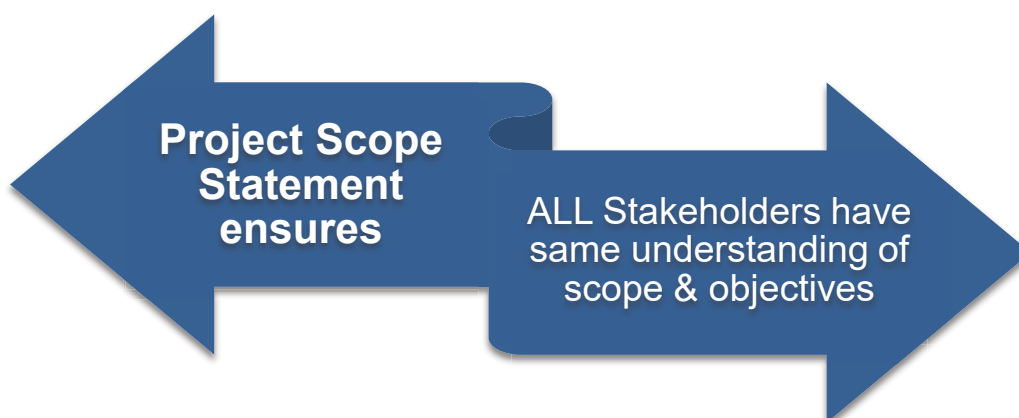 Project Scope
Statement
ensures
ALL Stakeholders have
same understanding of
scope & objectives